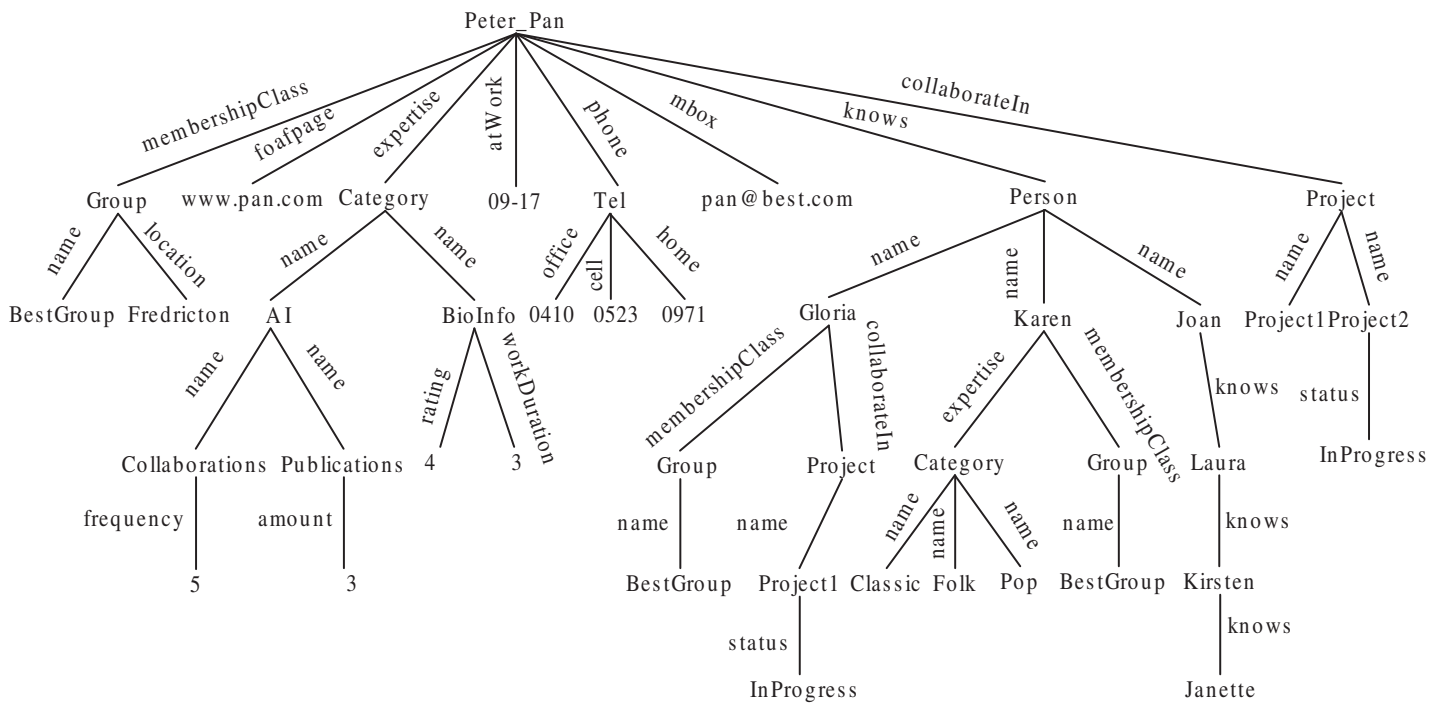 Peter_Pan
membershipClass
foafpage
expertise
atWork
phone
mbox
knows
collaborateIn
Group
www.pan.com
Category
09-17
Tel
pan@best.com
Person
Project
name
location
name
name
office
cell
home
name
name
name
name
name
BestGroup
Fredricton
AI
BioInfo
0410
0523
0971
Gloria
Karen
Joan
Project1
Project2
name
name
rating
workDuration
membershipClass
collaborateIn
expertise
membershipClass
knows
status
Collaborations
Publications
4
3
Group
Project
Category
Group
Laura
InProgress
frequency
amount
name
name
name
name
name
name
knows
5
3
BestGroup
Project1
Classic
Folk
Pop
BestGroup
Kirsten
status
knows
InProgress
Janette